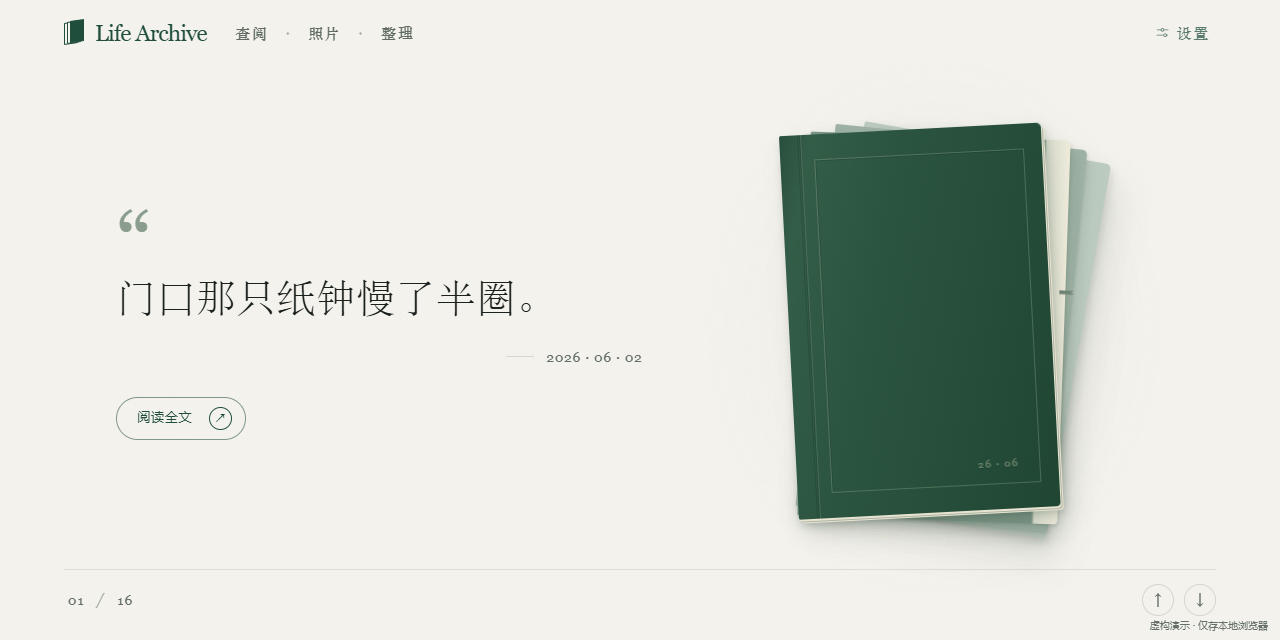 Life Archive 查阅 · 照片 · 整理 设置
“
门口那只纸钟慢了半圈。
2026 · 06 · 02
阅读全文
26 · 06
01 / 16
虚构演示 · 仅存本地浏览器